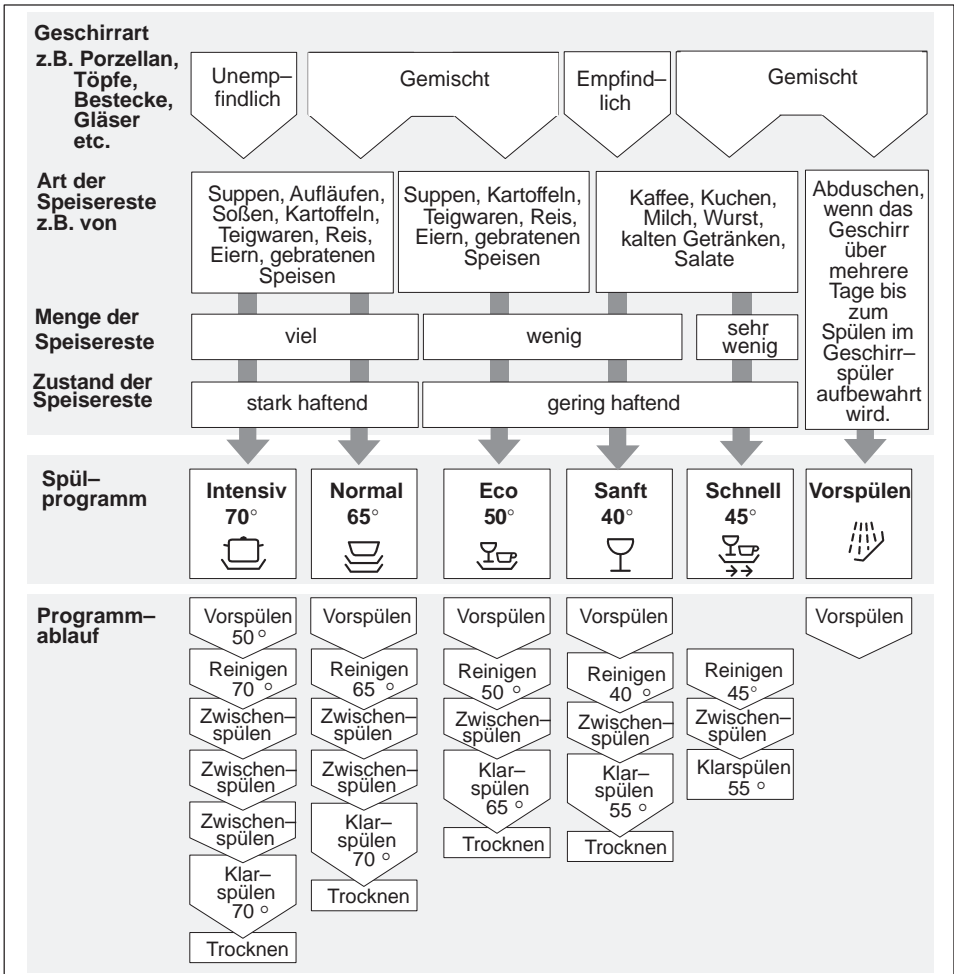 Geschirrart
z.B. Porzellan,
Töpfe,
Bestecke,
Gläser
etc.
Unemp–
findlich
Gemischt
Empfind–
lich
Gemischt
Art der
Speisereste
z.B. von
Suppen, Aufläufen,
Soßen, Kartoffeln,
Teigwaren, Reis,
Eiern, gebratenen
Speisen
Suppen, Kartoffeln,
Teigwaren, Reis,
Eiern, gebratenen
Speisen
Kaffee, Kuchen,
Milch, Wurst,
kalten Getränken,
Salate
Abduschen,
wenn das
Geschirr
über
mehrere
Tage bis
zum
Spülen im
Geschirr–
spüler
aufbewahrt
wird.
Menge der
Speisereste
viel
wenig
sehr
wenig
Zustand der
Speisereste
stark haftend
gering haftend
Spül–
programm
Intensiv
70°
Normal
65°
Eco
50°
Sanft
40°
Schnell
45°
Vorspülen
Programm–
ablauf
Vorspülen
50 °
Reinigen
70 °
Zwischen–
spülen
Zwischen–
spülen
Zwischen–
spülen
Klar–
spülen
70 °
Trocknen
Vorspülen
Reinigen
65 °
Zwischen–
spülen
Zwischen–
spülen
Klar–
spülen
70 °
Trocknen
Vorspülen
Reinigen
50 °
Zwischen–
spülen
Klar–
spülen
65 °
Trocknen
Vorspülen
Reinigen
40 °
Zwischen–
spülen
Klar–
spülen
55 °
Trocknen
Reinigen
45°
Zwischen–
spülen
Klarspülen
55 °
Vorspülen